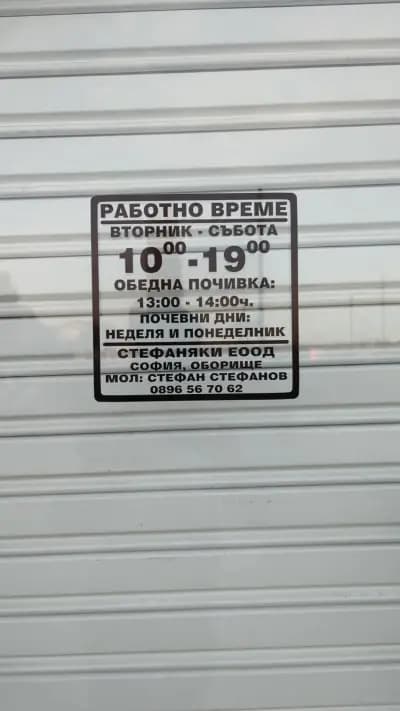 РАБОТНО ВРЕМЕ
ВТОРНИК - СЪБОТА
10⁰⁰ -19⁰⁰
ОБЕДНА ПОЧИВКА:
13:00 - 14:00ч.
ПОЧЕВНИ ДНИ:
НЕДЕЛЯ И ПОНЕДЕЛНИК
СТЕФАНЯКИ ЕООД
СОФИЯ, ОБОРИЩЕ
МОЛ: СТЕФАН СТЕФАНОВ
0896 56 70 62